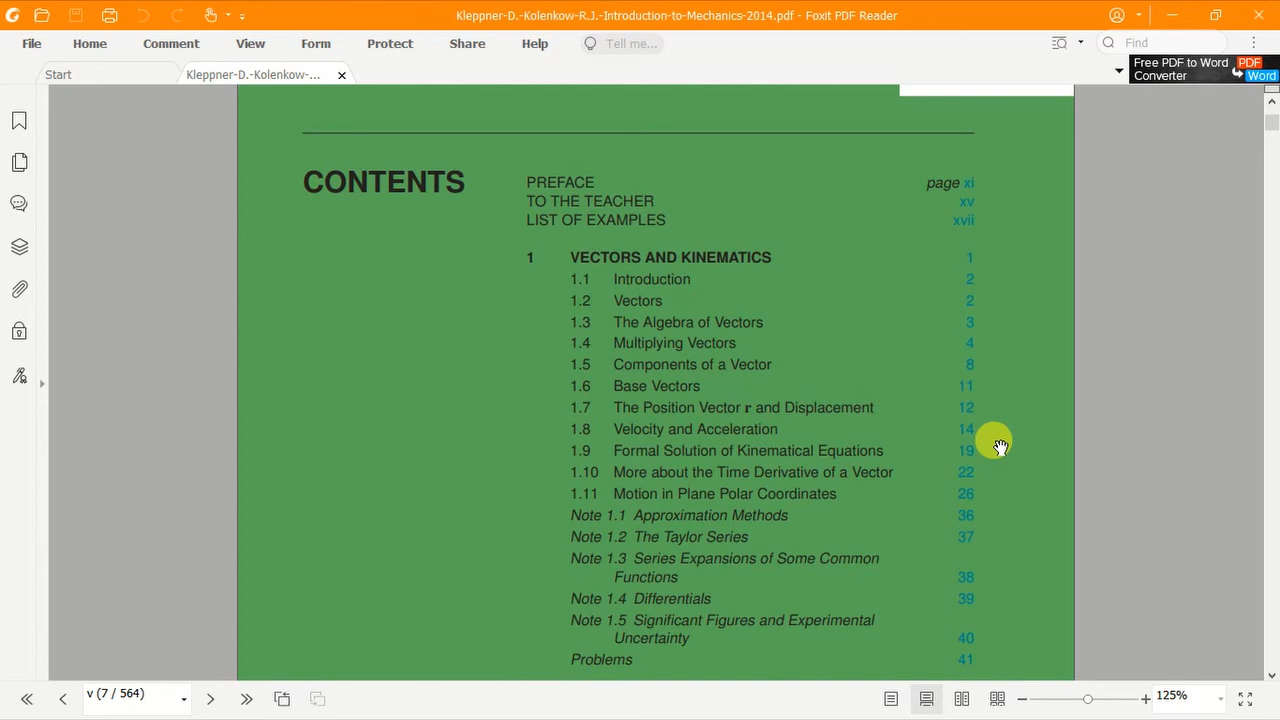 Kleppner-D.-Kolenkow-R.J.-Introduction-to-Mechanics-2014.pdf - Foxit PDF Reader
File Home Comment View Form Protect Share Help Tell me... Find
Start Kleppner-D.-Kolenkow-...
Free PDF to Word Converter PDF Word
CONTENTS
PREFACE page xi
TO THE TEACHER xv
LIST OF EXAMPLES xvii
1 VECTORS AND KINEMATICS 1
1.1 Introduction 2
1.2 Vectors 2
1.3 The Algebra of Vectors 3
1.4 Multiplying Vectors 4
1.5 Components of a Vector 8
1.6 Base Vectors 11
1.7 The Position Vector r and Displacement 12
1.8 Velocity and Acceleration 14
1.9 Formal Solution of Kinematical Equations 19
1.10 More about the Time Derivative of a Vector 22
1.11 Motion in Plane Polar Coordinates 26
Note 1.1 Approximation Methods 36
Note 1.2 The Taylor Series 37
Note 1.3 Series Expansions of Some Common
Functions 38
Note 1.4 Differentials 39
Note 1.5 Significant Figures and Experimental
Uncertainty 40
Problems 41
v (7 / 564) 125%